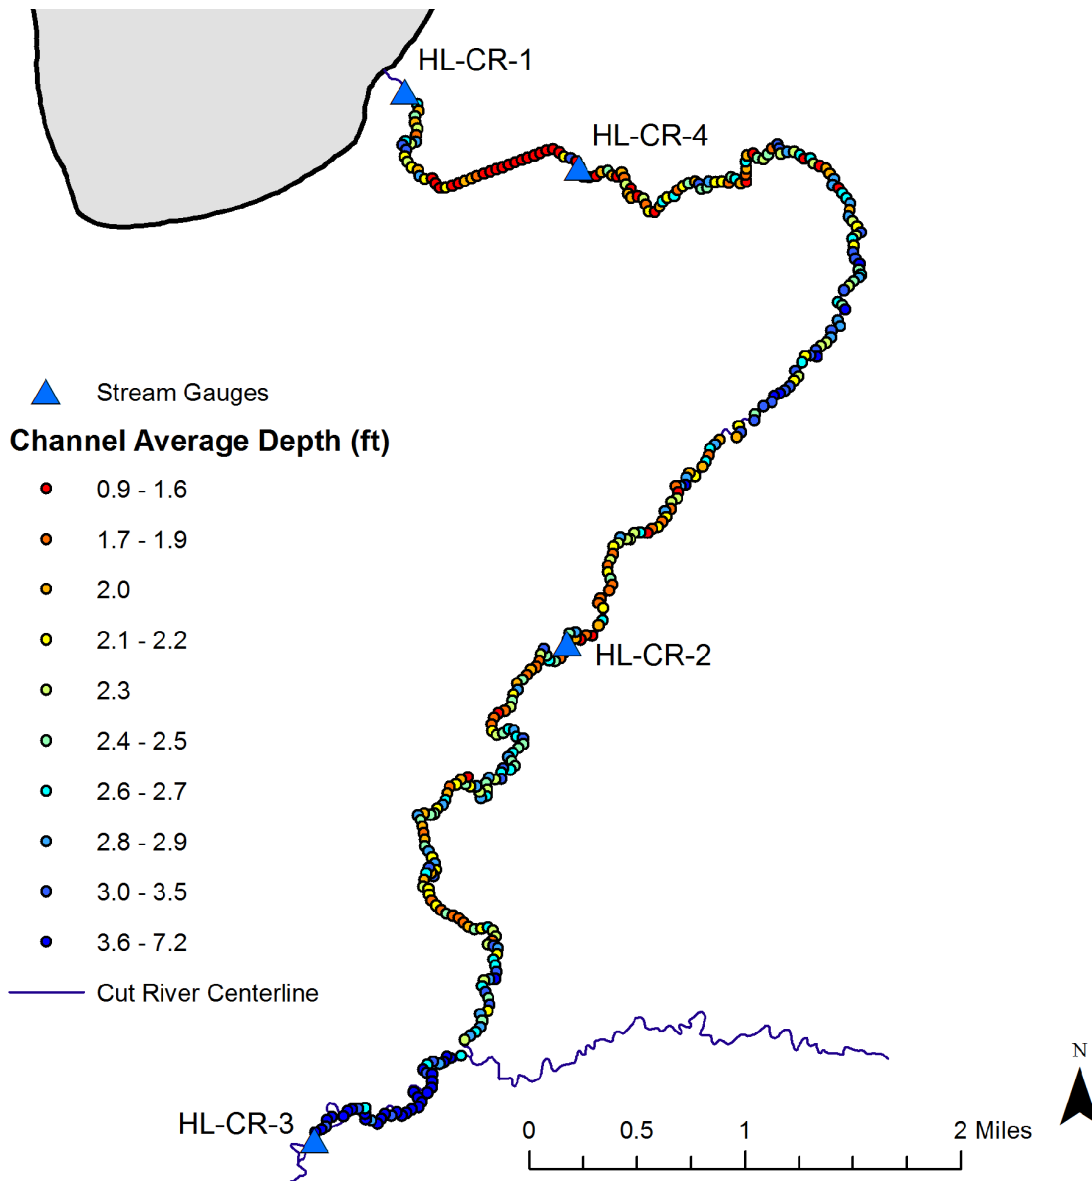 HL-CR-1
HL-CR-4
Stream Gauges
Channel Average Depth (ft)
0.9 - 1.6
1.7 - 1.9
2.0
2.1 - 2.2
2.3
2.4 - 2.5
2.6 - 2.7
2.8 - 2.9
3.0 - 3.5
3.6 - 7.2
Cut River Centerline
HL-CR-2
HL-CR-3
N
0 0.5 1 2 Miles